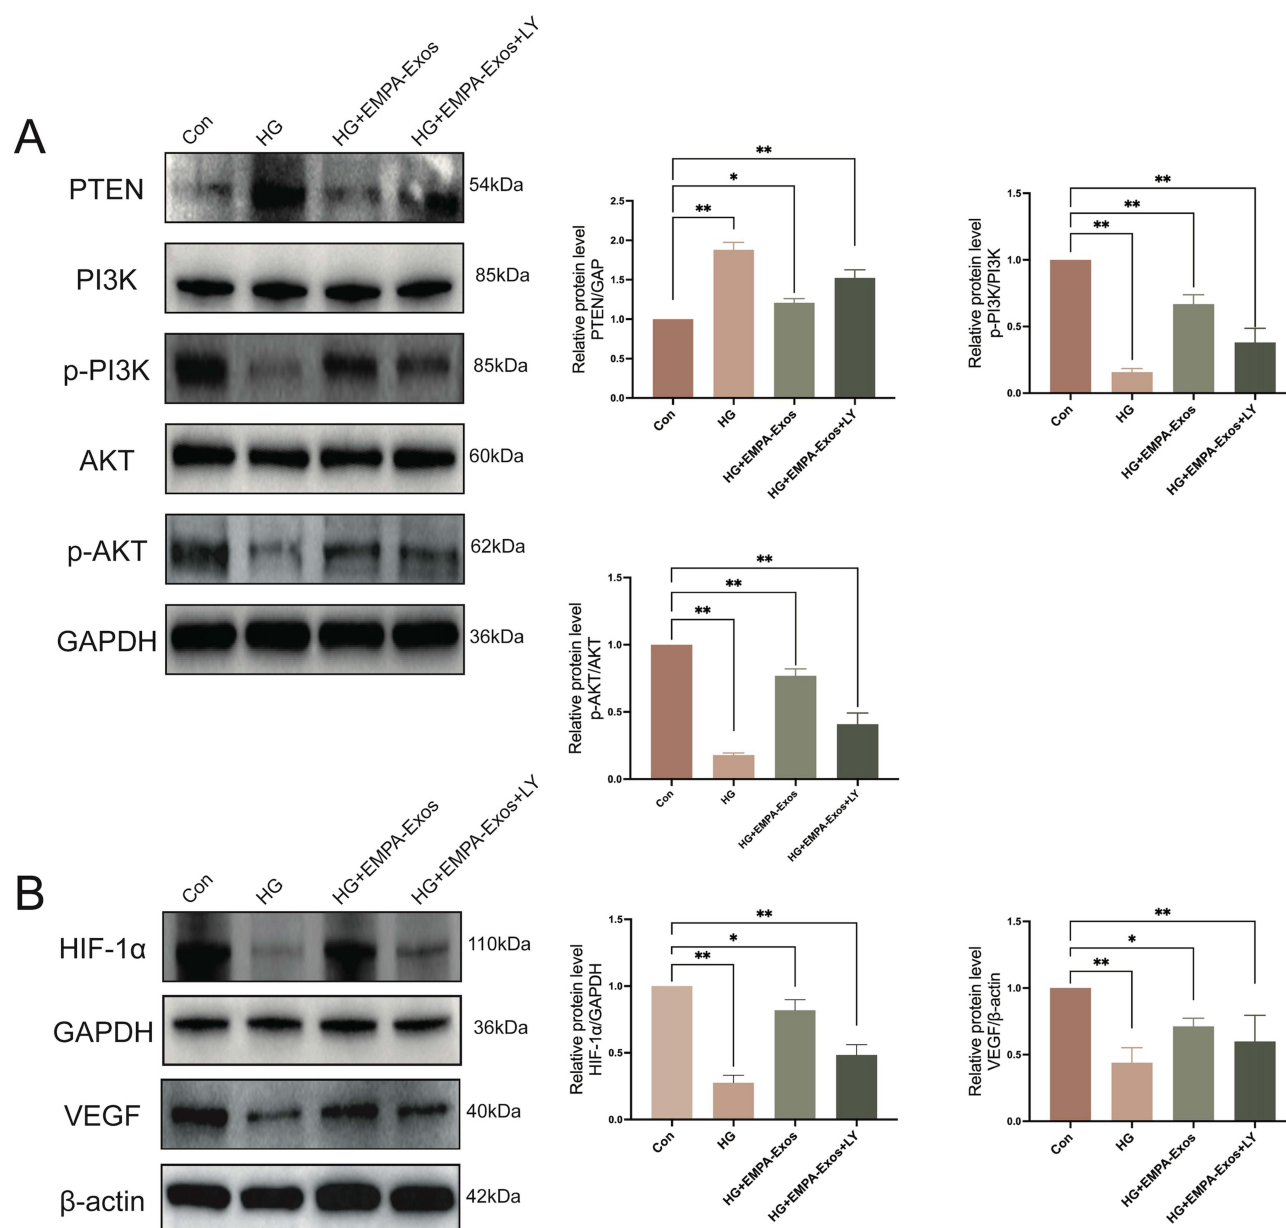 A
Con
HG
HG+EMPA-Exos
HG+EMPA-Exos+LY
PTEN
54kDa
PI3K
85kDa
p-PI3K
85kDa
AKT
60kDa
p-AKT
62kDa
GAPDH
36kDa
Relative protein level
PTEN/GAP
2.5
2.0
1.5
1.0
0.5
0.0
**
*
**
Con
HG
HG+EMPA-Exos
HG+EMPA-Exos+LY
Relative protein level
p-PI3K/PI3K
1.5
1.0
0.5
0.0
**
**
**
Con
HG
HG+EMPA-Exos
HG+EMPA-Exos+LY
Relative protein level
p-AKT/AKT
1.5
1.0
0.5
0.0
**
**
**
Con
HG
HG+EMPA-Exos
HG+EMPA-Exos+LY
B
Con
HG
HG+EMPA-Exos
HG+EMPA-Exos+LY
HIF-1α
110kDa
GAPDH
36kDa
VEGF
40kDa
β-actin
42kDa
Relative protein level
HIF-1α/GAPDH
1.5
1.0
0.5
0.0
**
*
**
Con
HG
HG+EMPA-Exos
HG+EMPA-Exos+LY
Relative protein level
VEGF/β-actin
1.5
1.0
0.5
0.0
**
*
**
Con
HG
HG+EMPA-Exos
HG+EMPA-Exos+LY